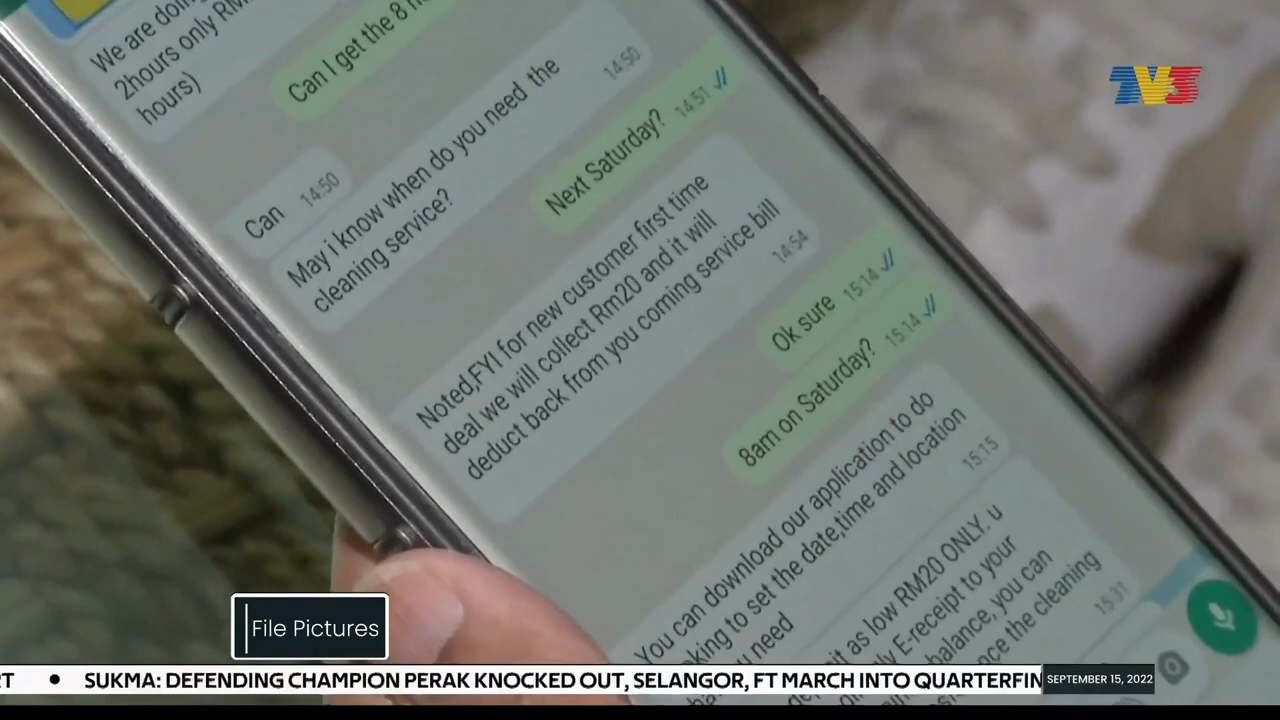 We are doing
2hours only RM
hours)
Can I get the 8
Can 14:50
May i know when do you need the
cleaning service? 14:50
Next Saturday? 14:51
Noted,FYI for new customer first time
deal we will collect Rm20 and it will
deduct back from you coming service bill
14:54
Ok sure 15:14
8am on Saturday? 15:14
You can download our application to do
to set the date,time and location
need 15:15
as low RM20 ONLY. u
E-receipt to your
balance, you can
the cleaning
15:31
TV3
File Pictures
SUKMA: DEFENDING CHAMPION PERAK KNOCKED OUT, SELANGOR, FT MARCH INTO
SEPTEMBER 15, 2022